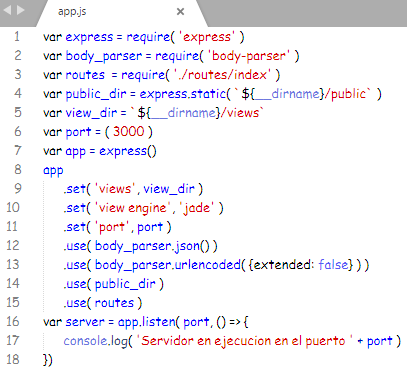 app.js
1 var express = require( 'express' )
2 var body_parser = require( 'body-parser' )
3 var routes = require( './routes/index' )
4 var public_dir = express.static( `${__dirname}/public` )
5 var view_dir = `${__dirname}/views`
6 var port = ( 3000 )
7 var app = express()
8 app
9 .set( 'views', view_dir )
10 .set( 'view engine', 'jade' )
11 .set( 'port', port )
12 .use( body_parser.json() )
13 .use( body_parser.urlencoded( {extended: false} ) )
14 .use( public_dir )
15 .use( routes )
16 var server = app.listen( port, () => {
17 console.log( 'Servidor en ejecucion en el puerto ' + port )
18 })